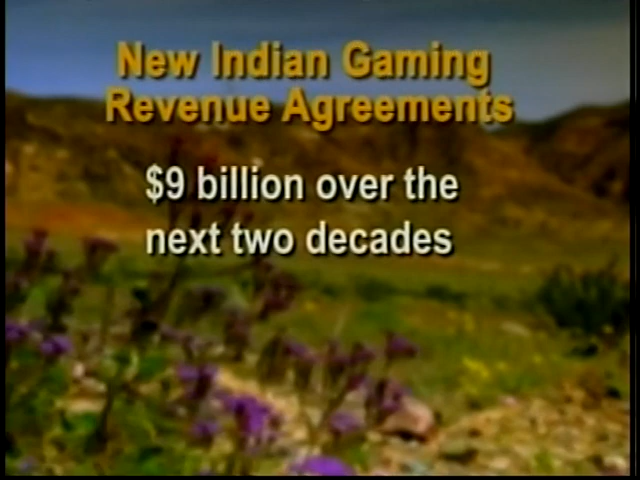 New Indian Gaming
Revenue Agreements
$9 billion over the
next two decades